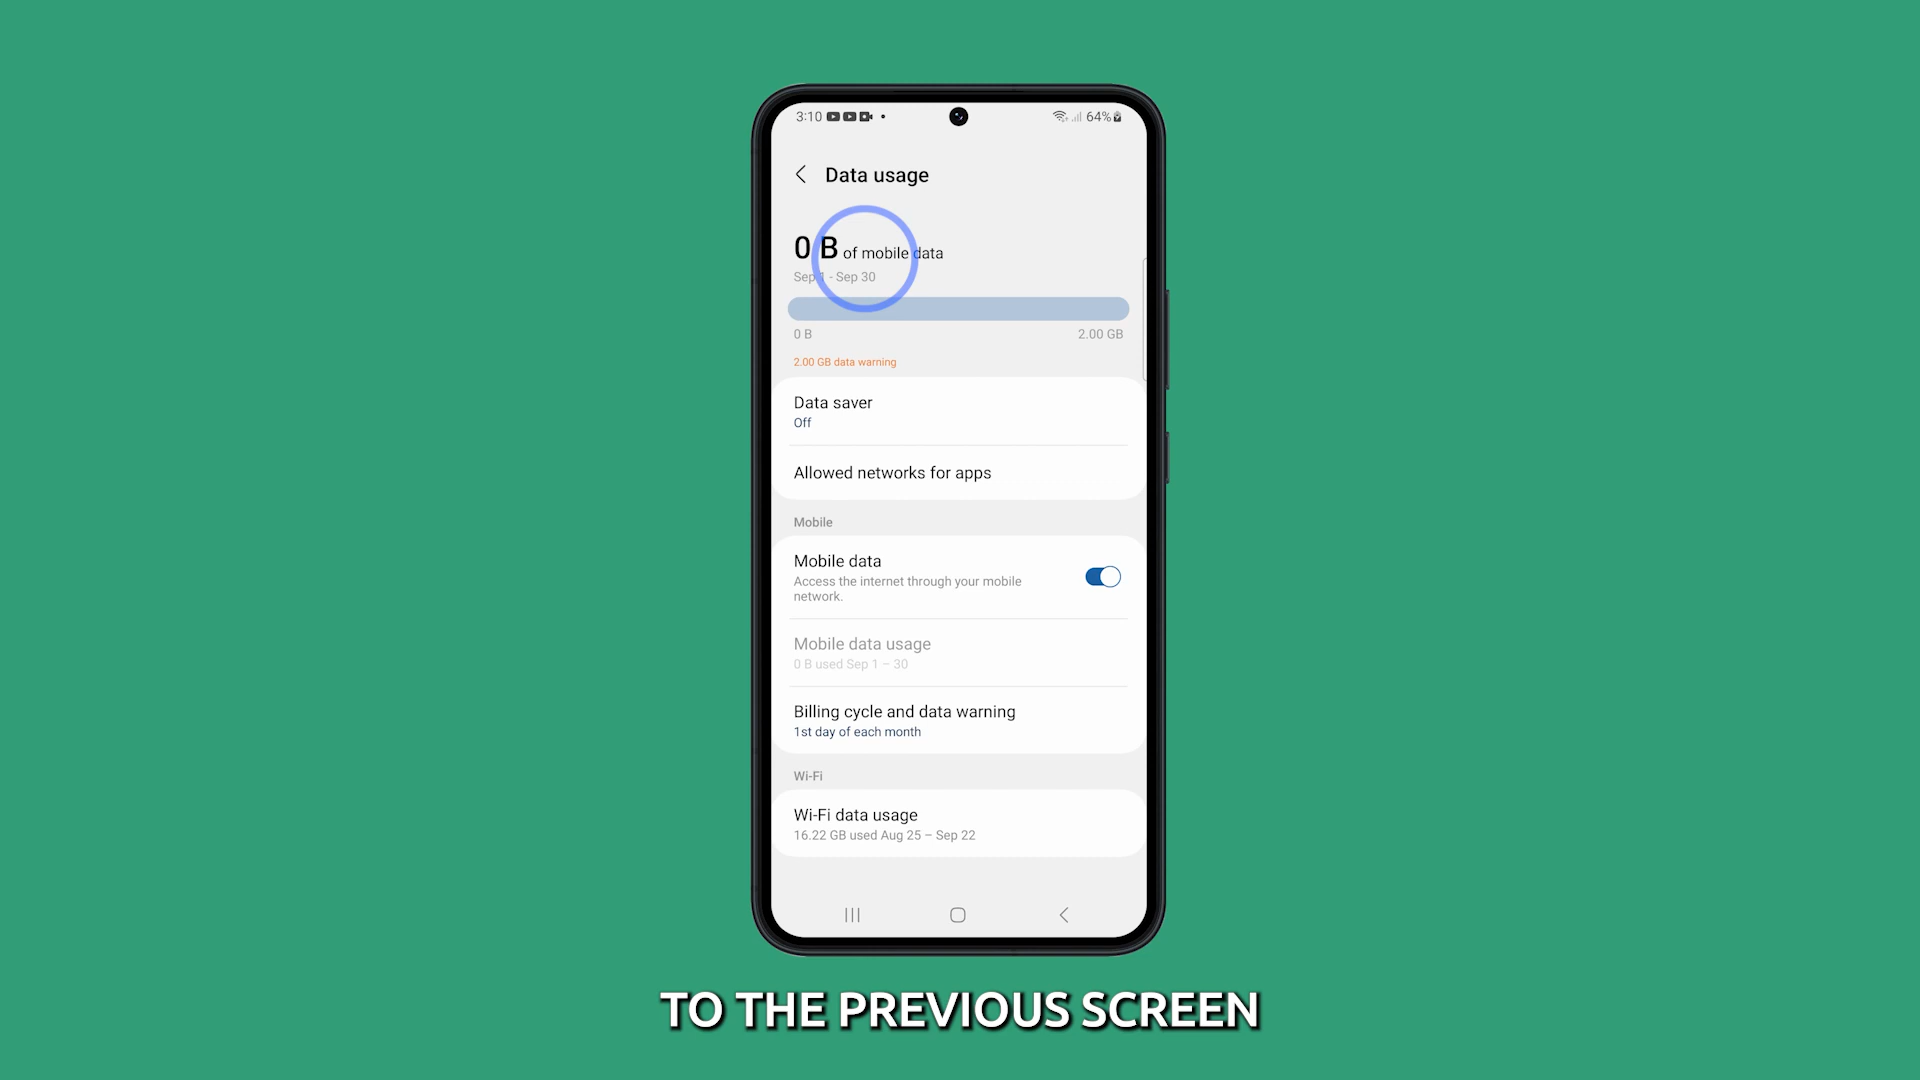 3:10
64%
Data usage
0 B of mobile data
Sep 1 - Sep 30
0 B 2.00 GB
2.00 GB data warning
Data saver
Off
Allowed networks for apps
Mobile
Mobile data
Access the internet through your mobile
network.
Mobile data usage
0 B used Sep 1 – 30
Billing cycle and data warning
1st day of each month
Wi-Fi
Wi-Fi data usage
16.22 GB used Aug 25 – Sep 22
TO THE PREVIOUS SCREEN